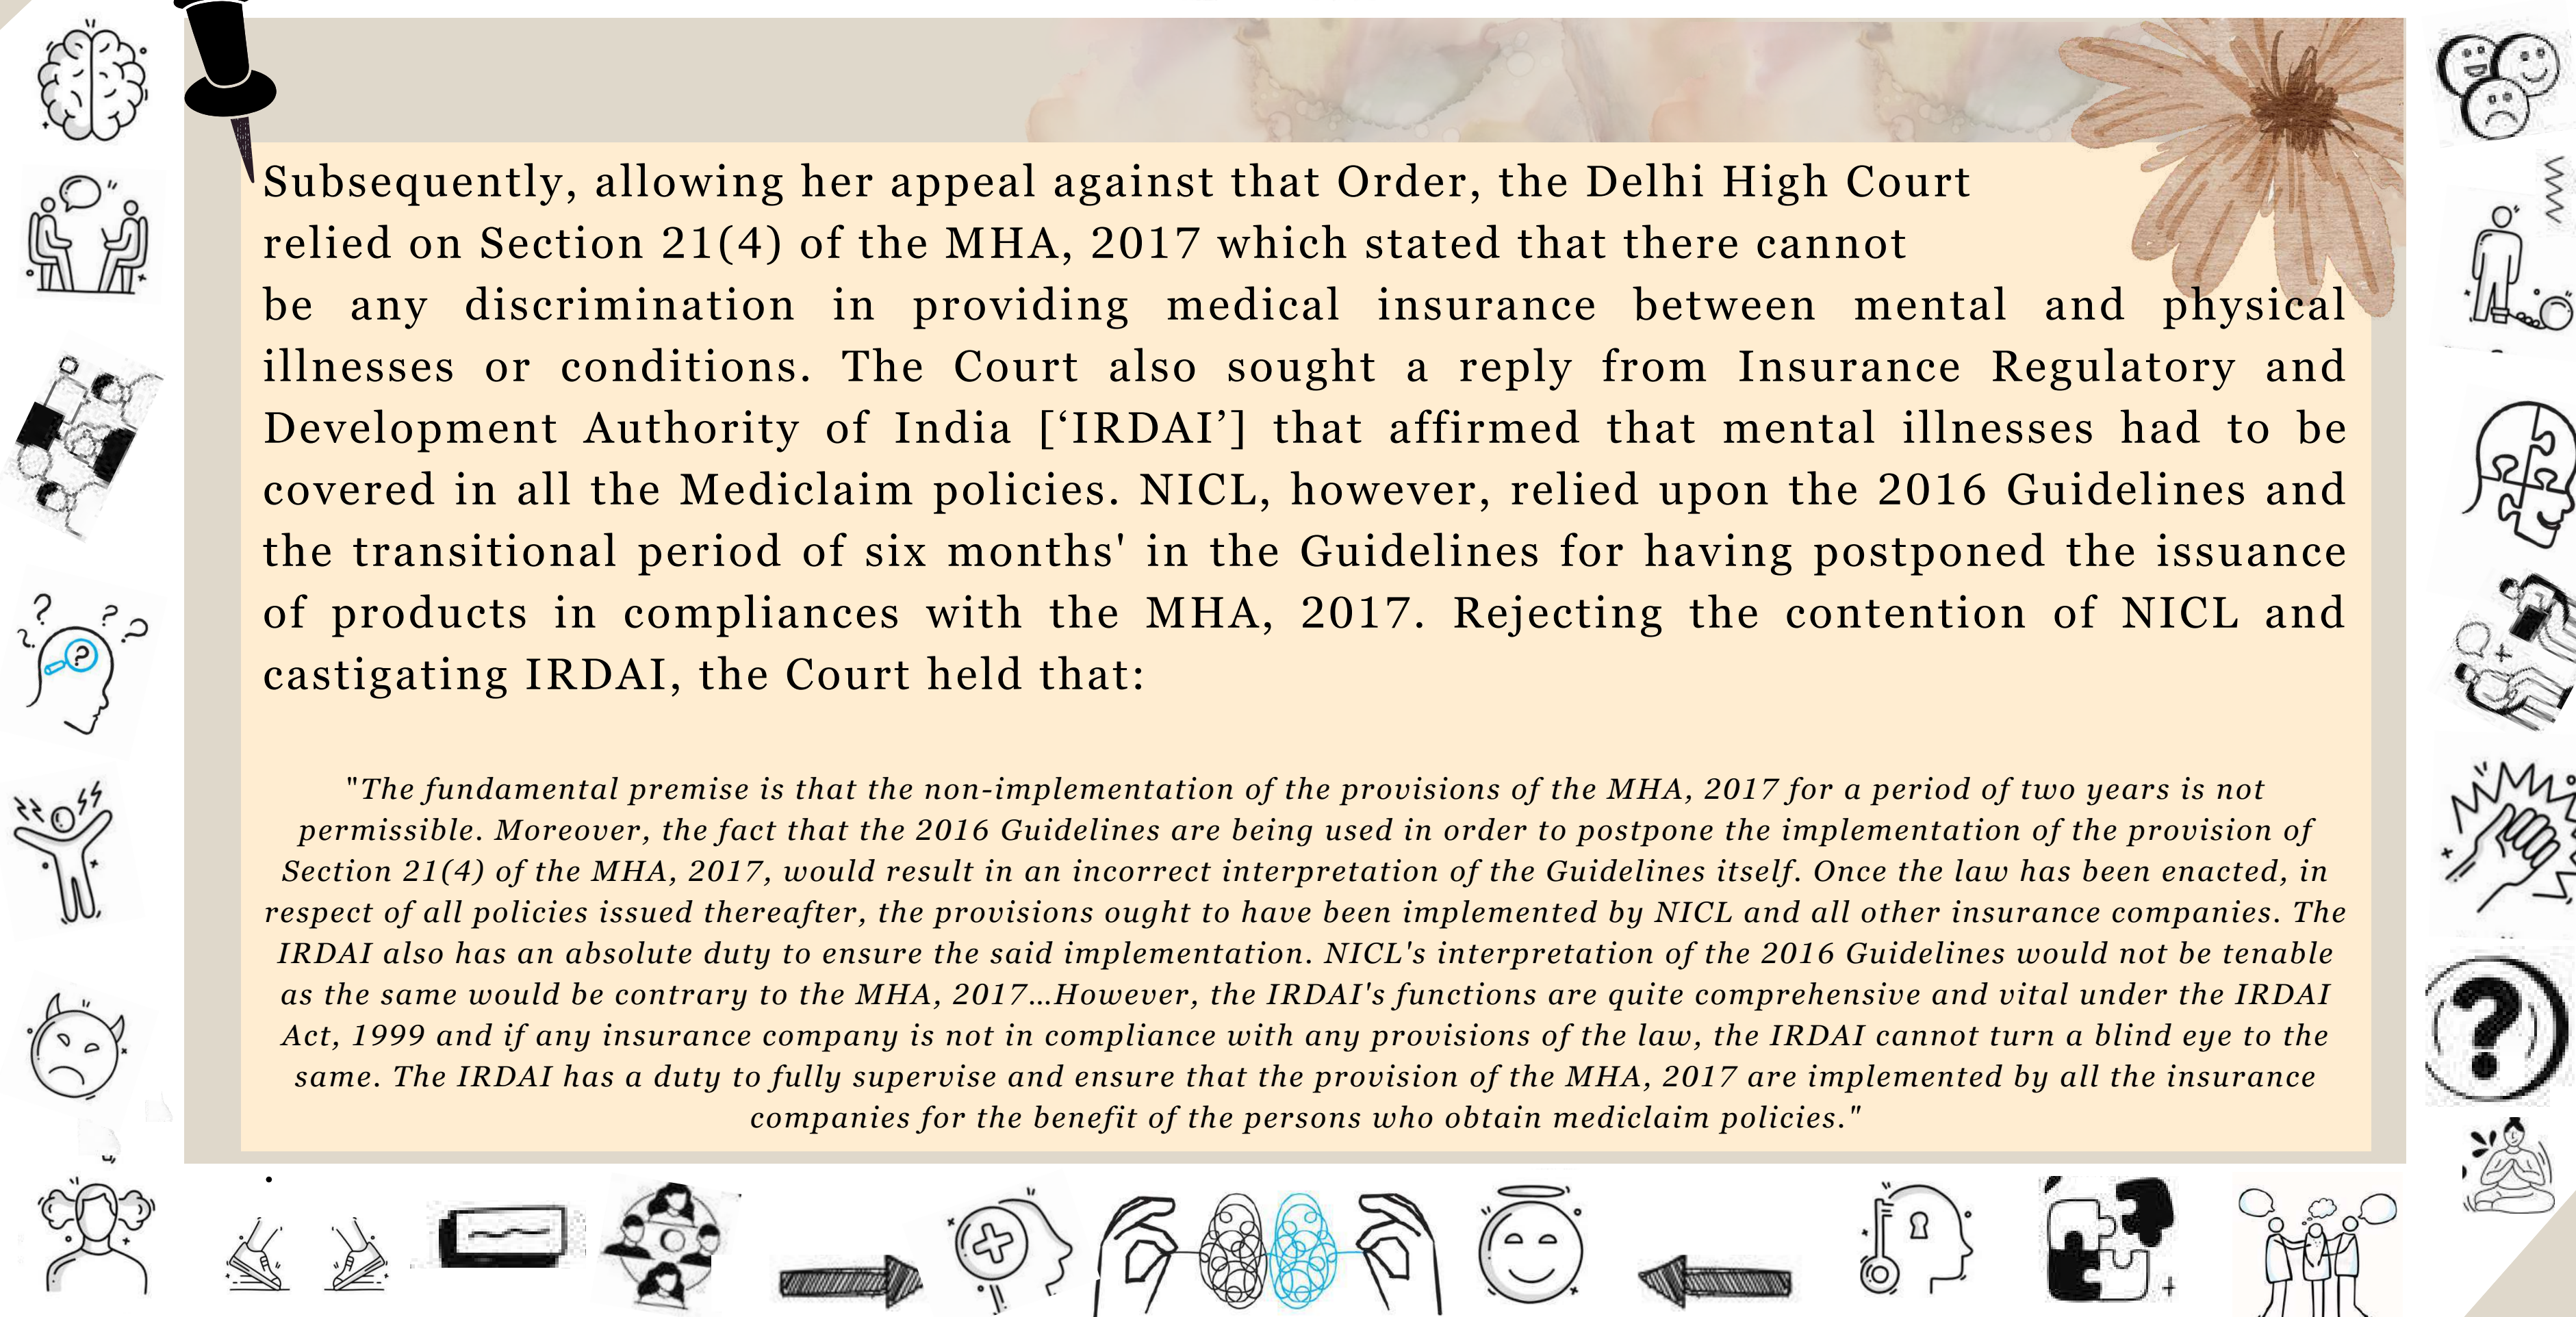 Subsequently, allowing her appeal against that Order, the Delhi High Court
relied on Section 21(4) of the MHA, 2017 which stated that there cannot
be any discrimination in providing medical insurance between mental and physical
illnesses or conditions. The Court also sought a reply from Insurance Regulatory and
Development Authority of India [‘IRDAI’] that affirmed that mental illnesses had to be
covered in all the Mediclaim policies. NICL, however, relied upon the 2016 Guidelines and
the transitional period of six months' in the Guidelines for having postponed the issuance
of products in compliances with the MHA, 2017. Rejecting the contention of NICL and
castigating IRDAI, the Court held that:
"The fundamental premise is that the non-implementation of the provisions of the MHA, 2017 for a period of two years is not
permissible. Moreover, the fact that the 2016 Guidelines are being used in order to postpone the implementation of the provision of
Section 21(4) of the MHA, 2017, would result in an incorrect interpretation of the Guidelines itself. Once the law has been enacted, in
respect of all policies issued thereafter, the provisions ought to have been implemented by NICL and all other insurance companies. The
IRDAI also has an absolute duty to ensure the said implementation. NICL's interpretation of the 2016 Guidelines would not be tenable
as the same would be contrary to the MHA, 2017...However, the IRDAI's functions are quite comprehensive and vital under the IRDAI
Act, 1999 and if any insurance company is not in compliance with any provisions of the law, the IRDAI cannot turn a blind eye to the
same. The IRDAI has a duty to fully supervise and ensure that the provision of the MHA, 2017 are implemented by all the insurance
companies for the benefit of the persons who obtain mediclaim policies."